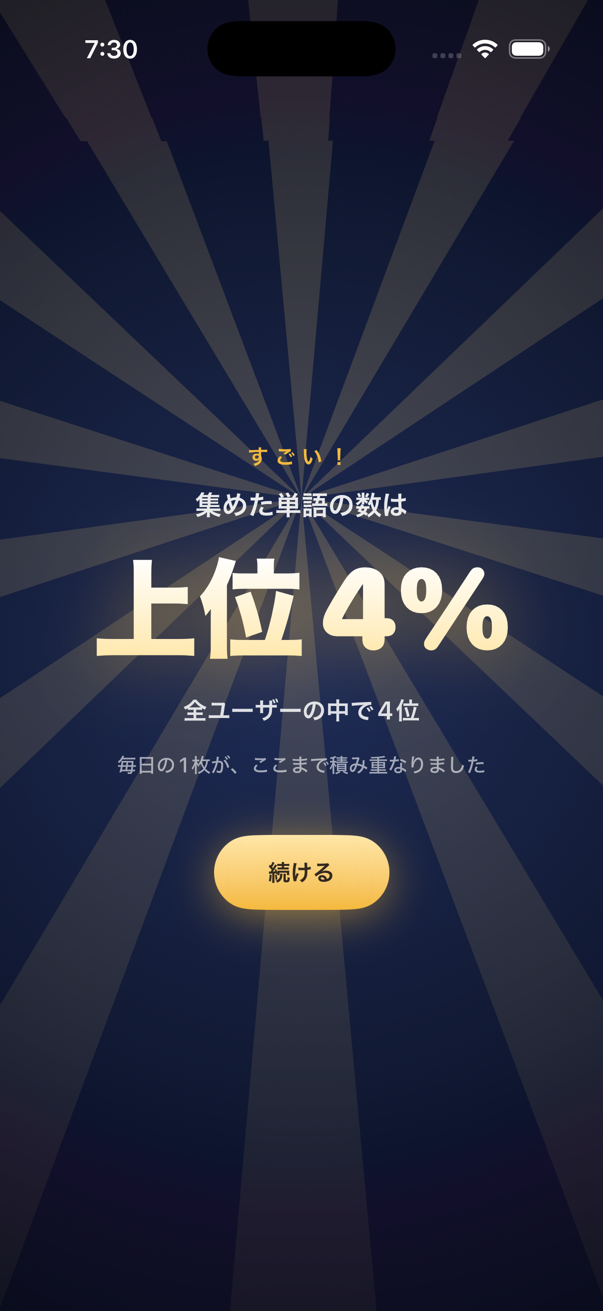 7:30
すごい！
集めた単語の数は
上位4%
全ユーザーの中で4位
毎日の1枚が、ここまで積み重なりました
続ける